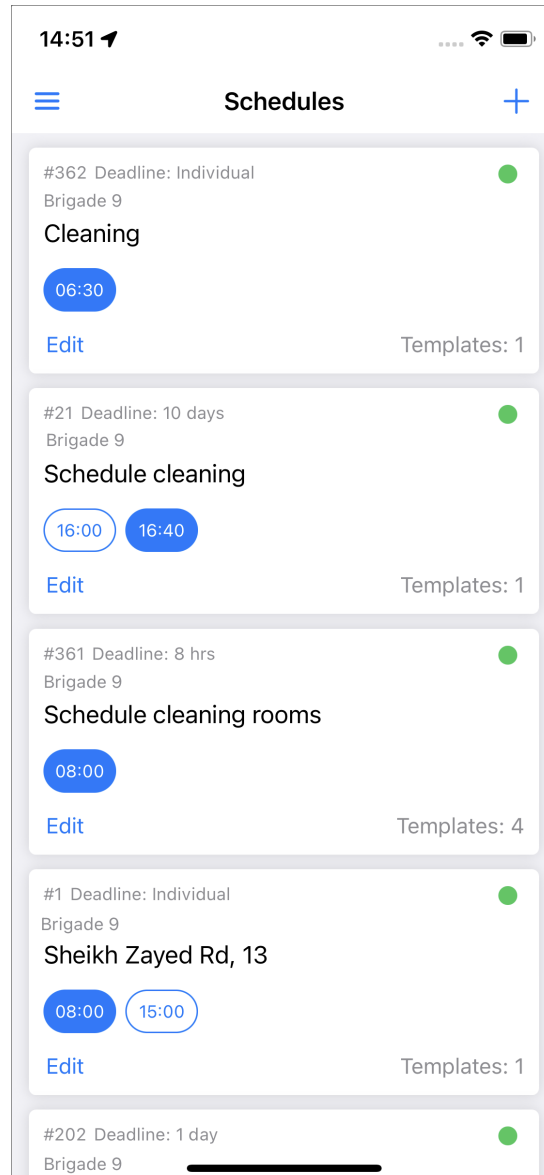 14:51
Schedules
#362 Deadline: Individual
Brigade 9
Cleaning
06:30
Edit Templates: 1
#21 Deadline: 10 days
Brigade 9
Schedule cleaning
16:00 16:40
Edit Templates: 1
#361 Deadline: 8 hrs
Brigade 9
Schedule cleaning rooms
08:00
Edit Templates: 4
#1 Deadline: Individual
Brigade 9
Sheikh Zayed Rd, 13
08:00 15:00
Edit Templates: 1
#202 Deadline: 1 day
Brigade 9